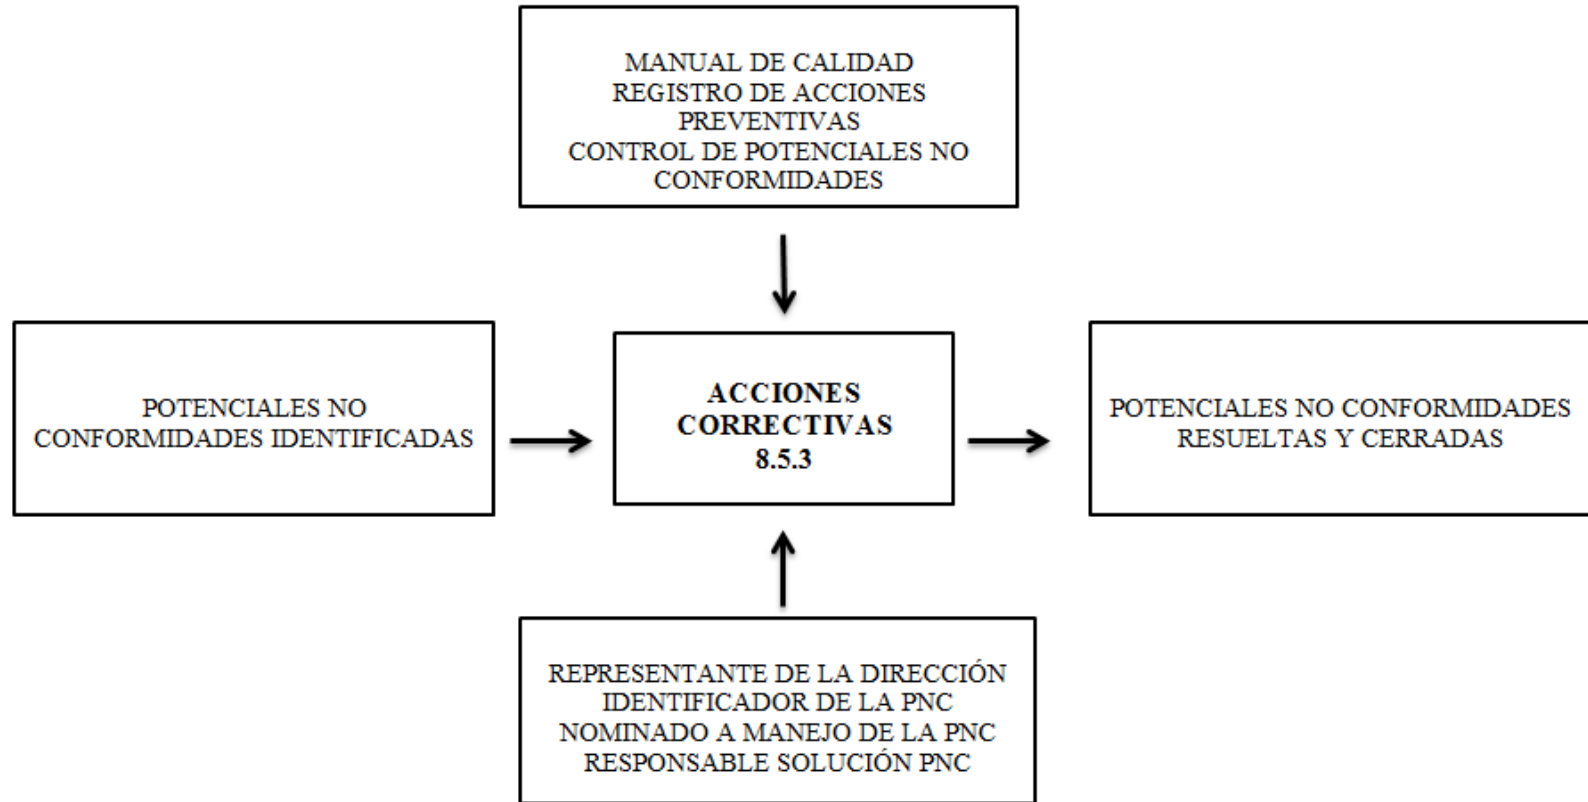 MANUAL DE CALIDAD
REGISTRO DE ACCIONES
PREVENTIVAS
CONTROL DE POTENCIALES NO
CONFORMIDADES
POTENCIALES NO
CONFORMIDADES IDENTIFICADAS
ACCIONES
CORRECTIVAS
8.5.3
POTENCIALES NO CONFORMIDADES
RESUELTAS Y CERRADAS
REPRESENTANTE DE LA DIRECCIÓN
IDENTIFICADOR DE LA PNC
NOMINADO A MANEJO DE LA PNC
RESPONSABLE SOLUCIÓN PNC